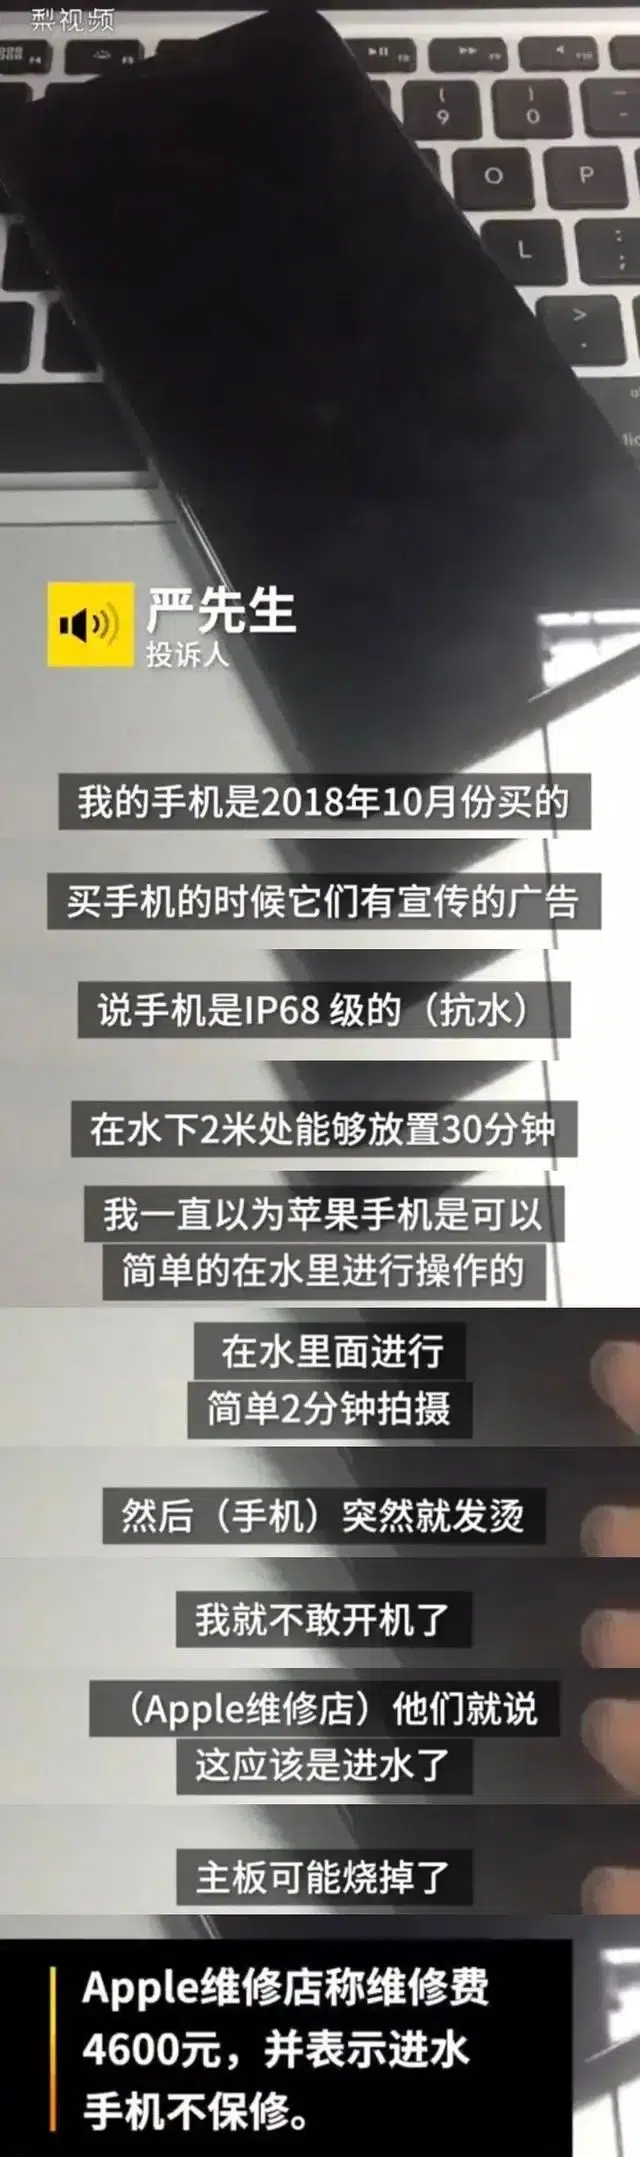 梨视频
F4
F5
F8
F9
F10
(
9
)
0
O
P
L
:
;
>
.
严先生
投诉人
我的手机是2018年10月份买的
买手机的时候它们有宣传的广告
说手机是IP68 级的（抗水）
在水下2米处能够放置30分钟
我一直以为苹果手机是可以
简单的在水里进行操作的
在水里面进行
简单2分钟拍摄
然后（手机）突然就发烫
我就不敢开机了
（Apple维修店）他们就说
这应该是进水了
主板可能烧掉了
Apple维修店称维修费
4600元，并表示进水
手机不保修。